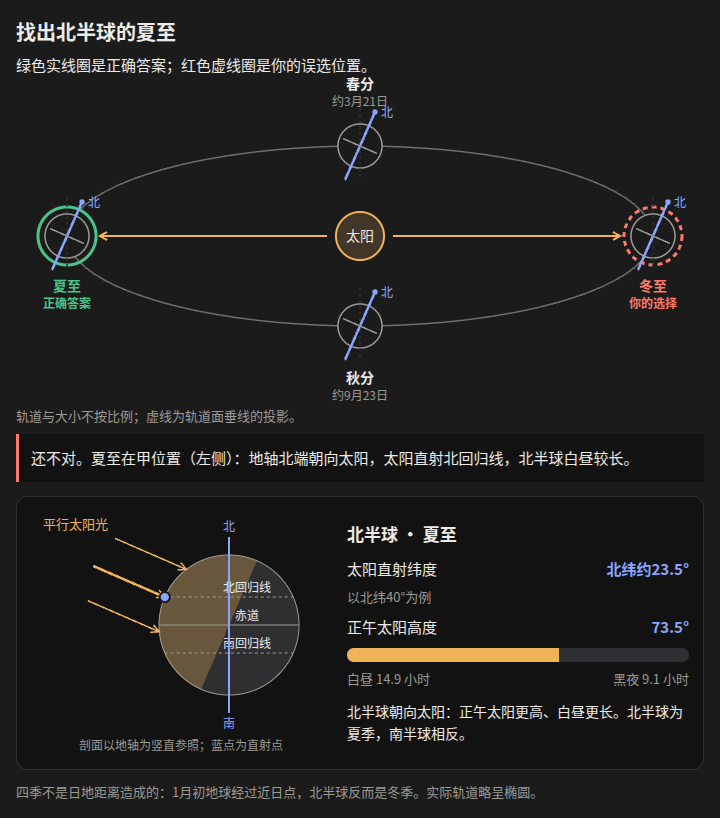 找出北半球的夏至
绿色实线圈是正确答案；红色虚线圈是你的误选位置。
春分
约3月21日
北
北
太阳
北
夏至
正确答案
冬至
你的选择
北
秋分
约9月23日
轨道与大小不按比例；虚线为轨道面垂线的投影。
还不对。夏至在甲位置（左侧）：地轴北端朝向太阳，太阳直射北回归线，北半球白昼较长。
平行太阳光
北
北回归线
赤道
南回归线
南
剖面以地轴为竖直参照；蓝点为直射点
北半球 · 夏至
太阳直射纬度 北纬约23.5°
以北纬40°为例
正午太阳高度 73.5°
白昼 14.9 小时 黑夜 9.1 小时
北半球朝向太阳：正午太阳更高、白昼更长。北半球为
夏季，南半球相反。
四季不是日地距离造成的：1月初地球经过近日点，北半球反而是冬季。实际轨道略呈椭圆。